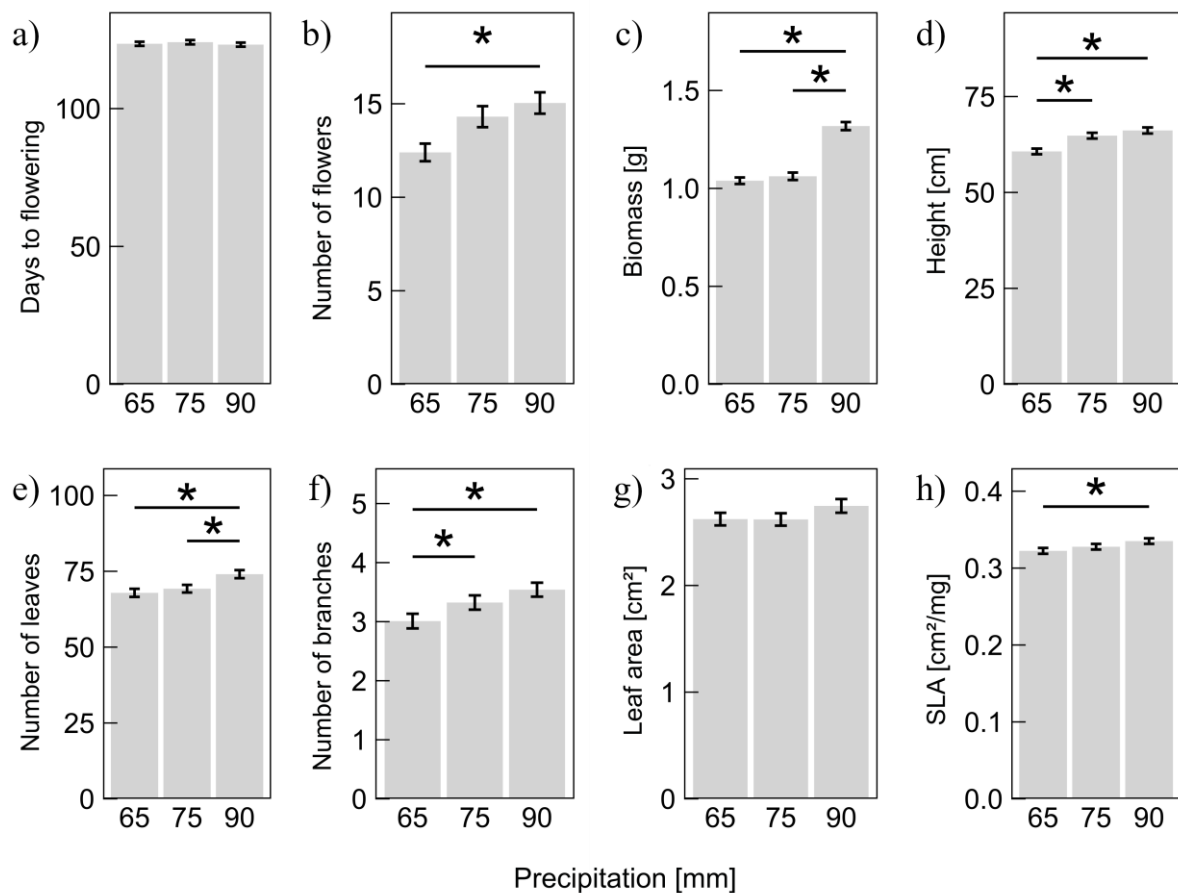 a)
Days to flowering
100
50
0
65 75 90
b)
*
Number of flowers
15
10
5
0
65 75 90
c)
*
*
Biomass [g]
1.5
1.0
0.5
0.0
65 75 90
d)
*
*
Height [cm]
75
50
25
0
65 75 90
e)
*
*
Number of leaves
100
75
50
25
0
65 75 90
f)
*
*
Number of branches
5
4
3
2
1
0
65 75 90
g)
Leaf area [cm²]
3
2
1
0
65 75 90
h)
*
SLA [cm²/mg]
0.4
0.3
0.2
0.1
0.0
65 75 90
Precipitation [mm]